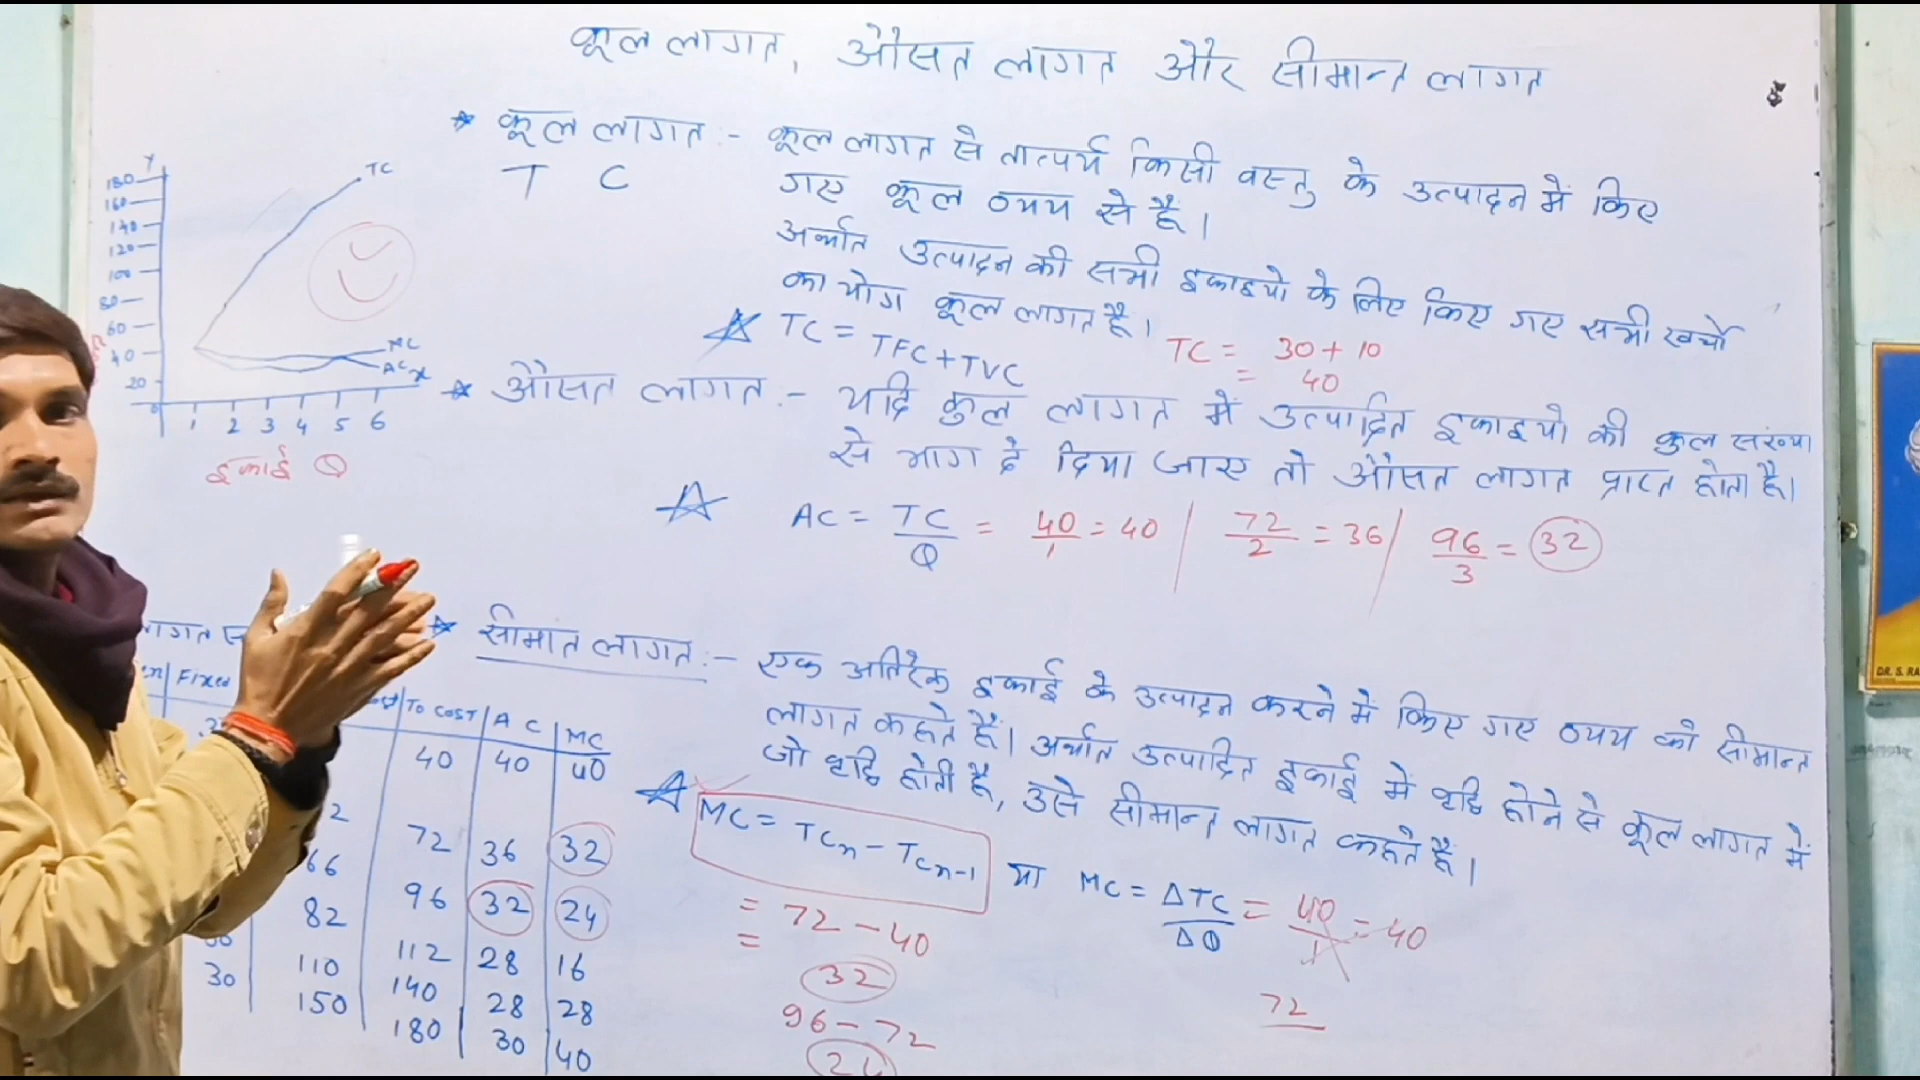 कूल लागत, औसत लागत और सीमान्त लागत
* कूल लागत :- कूल लागत से तात्पर्य किसी वस्तु के उत्पादन में किए
T C
गए कूल व्यय से है।
अर्थात उत्पादन की सभी इकाइयो के लिए किए गए सभी खर्चो
का योग कूल लागत है।
TC = TFC + TVC
TC = 30 + 10
= 40
* औसत लागत :- यदि कुल लागत में उत्पादित इकाइयो की कुल संख्या
से भाग दे दिया जाए तो औसत लागत प्राप्त होता है।
AC = TC/Q = 40/1 = 40 | 72/2 = 36 | 96/3 = 32
* सीमांत लागत :- एक अतिरिक्त इकाई के उत्पादन करने में किए गए व्यय को सीमान्त
लागत कहते हैं। अर्थात उत्पादित इकाई में वृद्धि होने से कूल लागत में
जो वृद्धि होती है, उसे सीमान्त लागत कहते हैं।
MC = TCn - TCn-1 या MC = ΔTC/ΔQ = 40/1 = 40
= 72 - 40
= 32
96 - 72
24
72
Y
180
160
140
120
100
80
60
40
20
0
TC
MC
AC
X
1 2 3 4 5 6
इकाई Q
Fixed To COST A C MC
40 40 40
72 36 32
66 96 32 24
82 112 28 16
30 110 140 28 28
150 180 30 40
DR. S. RA